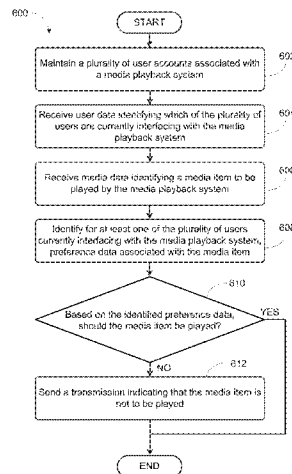 600
START
Maintain a plurality of user accounts associated with
a media playback system
602
Receive user data identifying which of the plurality of
users are currently interfacing with the media
playback system
604
Receive media data identifying a media item to be
played by the media playback system
606
Identify for at least one of the plurality of users
currently interfacing with the media playback system,
preference data associated with the media item
608
610
Based on the identified preference data,
should the media item be played?
YES
NO
612
Send a transmission indicating that the media item is
not to be played
END